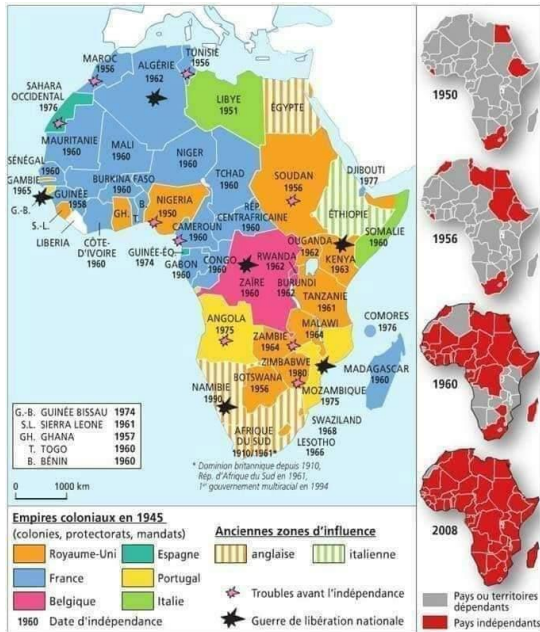 MAROC
1956
ALGÉRIE
1962
TUNISIE
1956
LIBYE
1951
ÉGYPTE
SAHARA
OCCIDENTAL
1976
MAURITANIE
1960
MALI
1960
NIGER
1960
TCHAD
1960
SOUDAN
1956
DJIBOUTI
1977
SÉNÉGAL
1960
GAMBIE
1965
GUINÉE
1958
G.-B.
S.-L.
LIBERIA
BURKINA FASO
1960
CÔTE-
D'IVOIRE
1960
GH.
T.
B.
NIGERIA
1950
CAMEROUN
1960
RÉP.
CENTRAFRICAINE
1960
ÉTHIOPIE
SOMALIE
1960
GUINÉE-ÉQ.
1974
GABON
1960
CONGO
1960
ZAÏRE
1960
OUGANDA
1962
RWANDA
1962
BURUNDI
1962
KENYA
1963
TANZANIE
1961
ANGOLA
1975
ZAMBIE
1964
MALAWI
1964
COMORES
1976
ZIMBABWE
1980
MOZAMBIQUE
1975
MADAGASCAR
1960
NAMIBIE
1990
BOTSWANA
1956
SWAZILAND
1968
LESOTHO
1966
AFRIQUE
DU SUD
1910/1961*
G.-B. GUINÉE BISSAU 1974
S.L. SIERRA LEONE 1961
GH. GHANA 1957
T. TOGO 1960
B. BÉNIN 1960
* Dominion britannique depuis 1910,
Rép. d'Afrique du Sud en 1961,
1er gouvernement multiracial en 1994
0 1000 km
Empires coloniaux en 1945
(colonies, protectorats, mandats)
Royaume-Uni
Espagne
France
Portugal
Belgique
Italie
1960 Date d'indépendance
Anciennes zones d'influence
anglaise
italienne
Troubles avant l'indépendance
Guerre de libération nationale
1950
1956
1960
2008
Pays ou territoires
dépendants
Pays indépendants